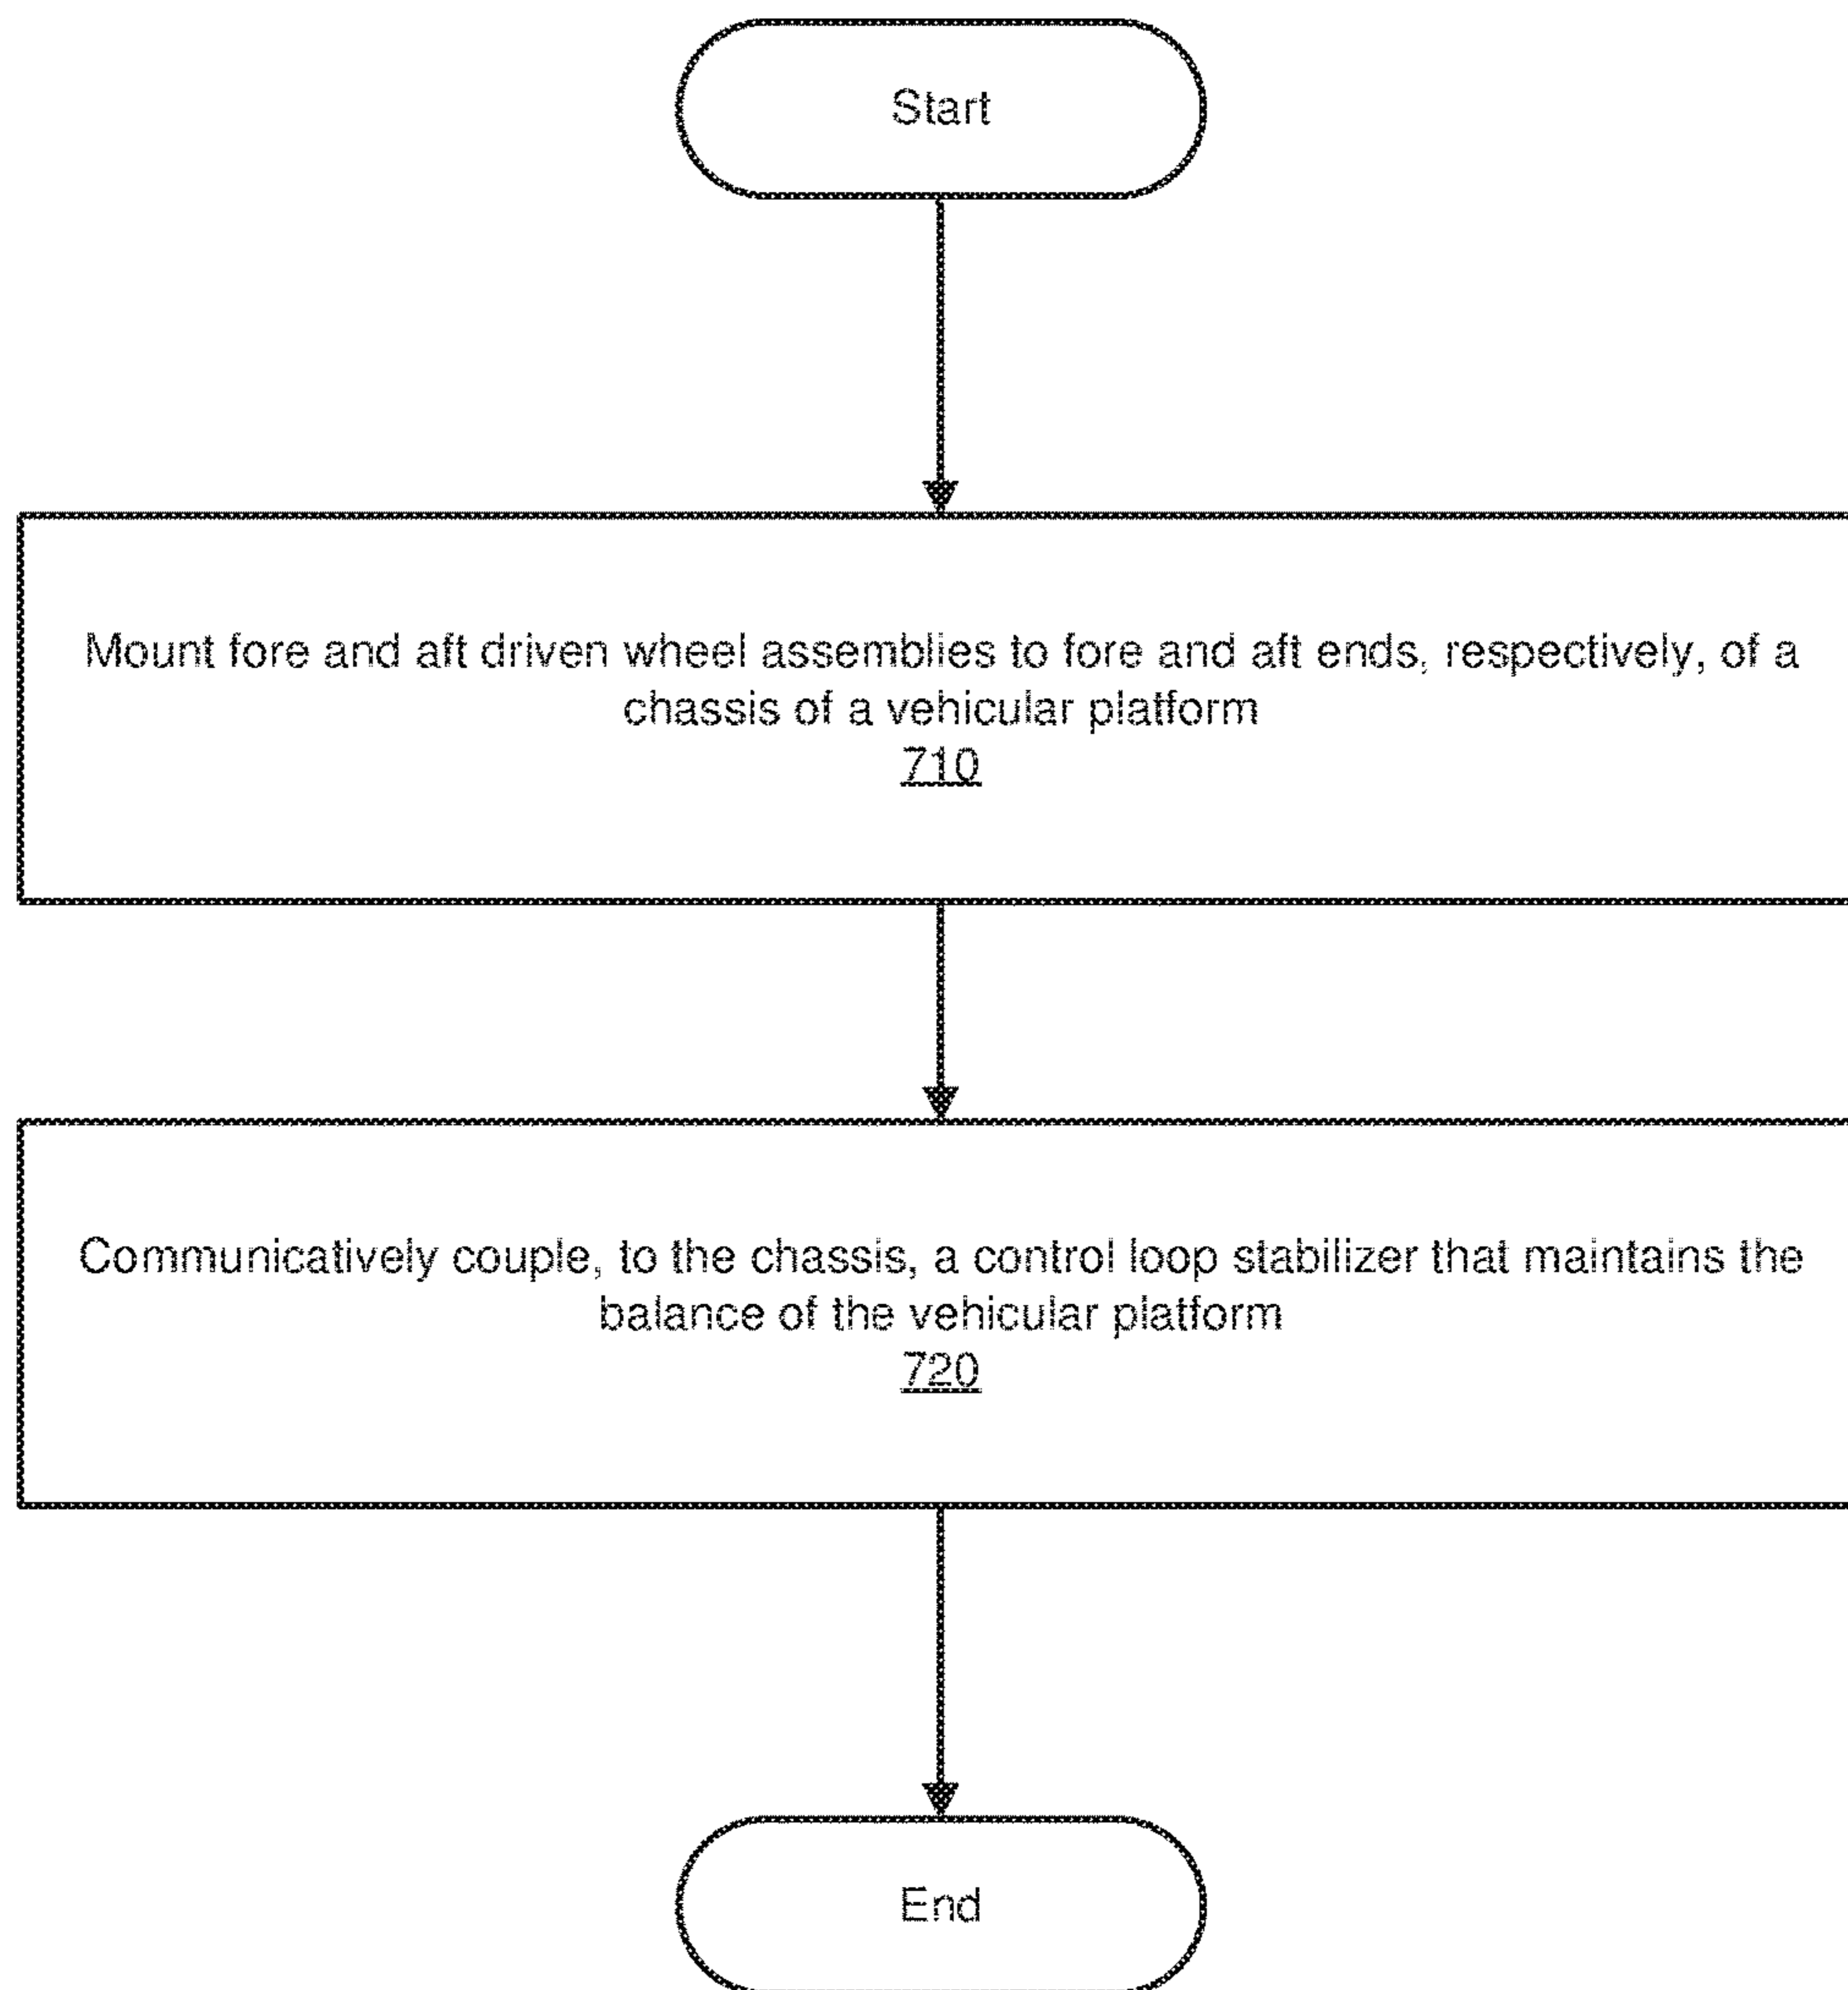 Start
Mount fore and aft driven wheel assemblies to fore and aft ends, respectively, of a
chassis of a vehicular platform
710
Communicatively couple, to the chassis, a control loop stabilizer that maintains the
balance of the vehicular platform
720
End